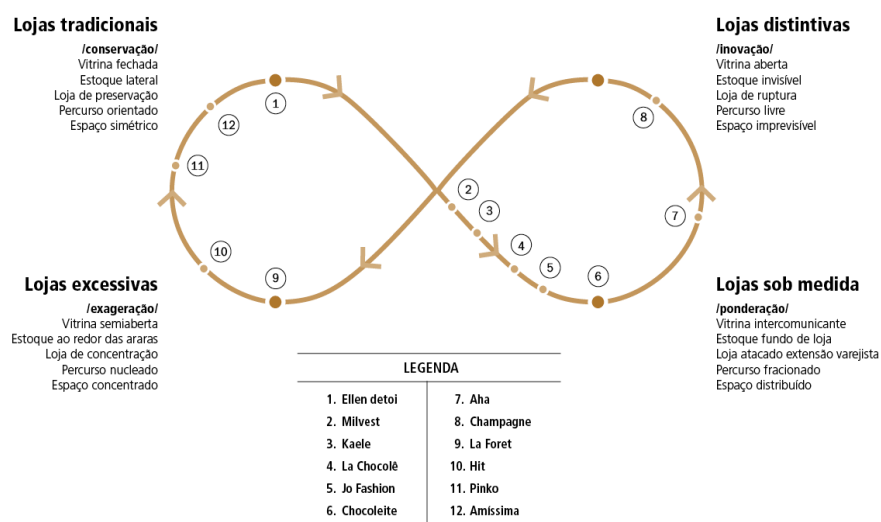 Lojas tradicionais
/conservação/
Vitrina fechada
Estoque lateral
Loja de preservação
Percurso orientado
Espaço simétrico
Lojas distintivas
/inovação/
Vitrina aberta
Estoque invisível
Loja de ruptura
Percurso livre
Espaço imprevisível
1
12
11
10
9
2
3
4
5
6
7
8
Lojas excessivas
/exageração/
Vitrina semiaberta
Estoque ao redor das araras
Loja de concentração
Percurso nucleado
Espaço concentrado
Lojas sob medida
/ponderação/
Vitrina intercomunicante
Estoque fundo de loja
Loja atacado extensão varejista
Percurso fracionado
Espaço distribuído
LEGENDA
1. Ellen detoi
2. Milvest
3. Kaele
4. La Chocolê
5. Jo Fashion
6. Chocoleite
7. Aha
8. Champagne
9. La Foret
10. Hit
11. Pinko
12. Amíssima